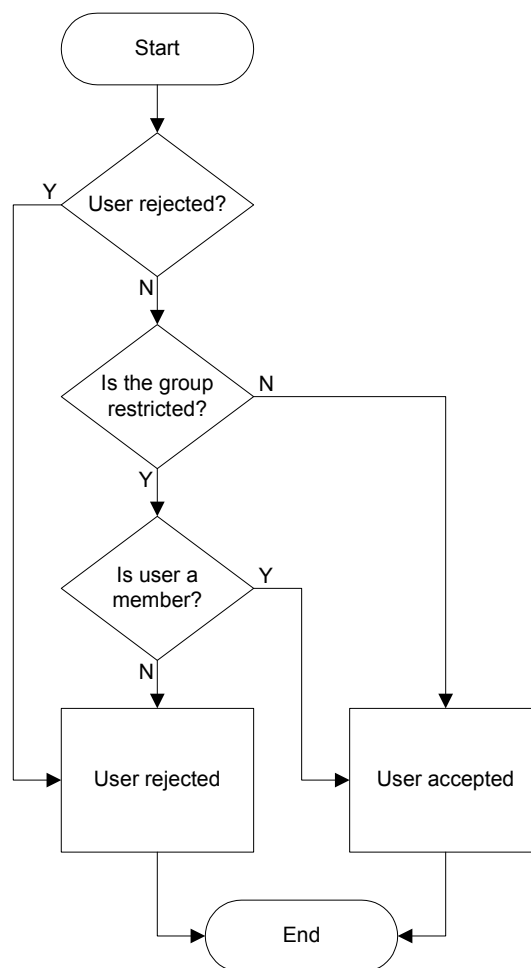 Start
Y
User rejected?
N
Is the group
restricted?
N
Y
Is user a
member?
Y
N
User rejected
User accepted
End